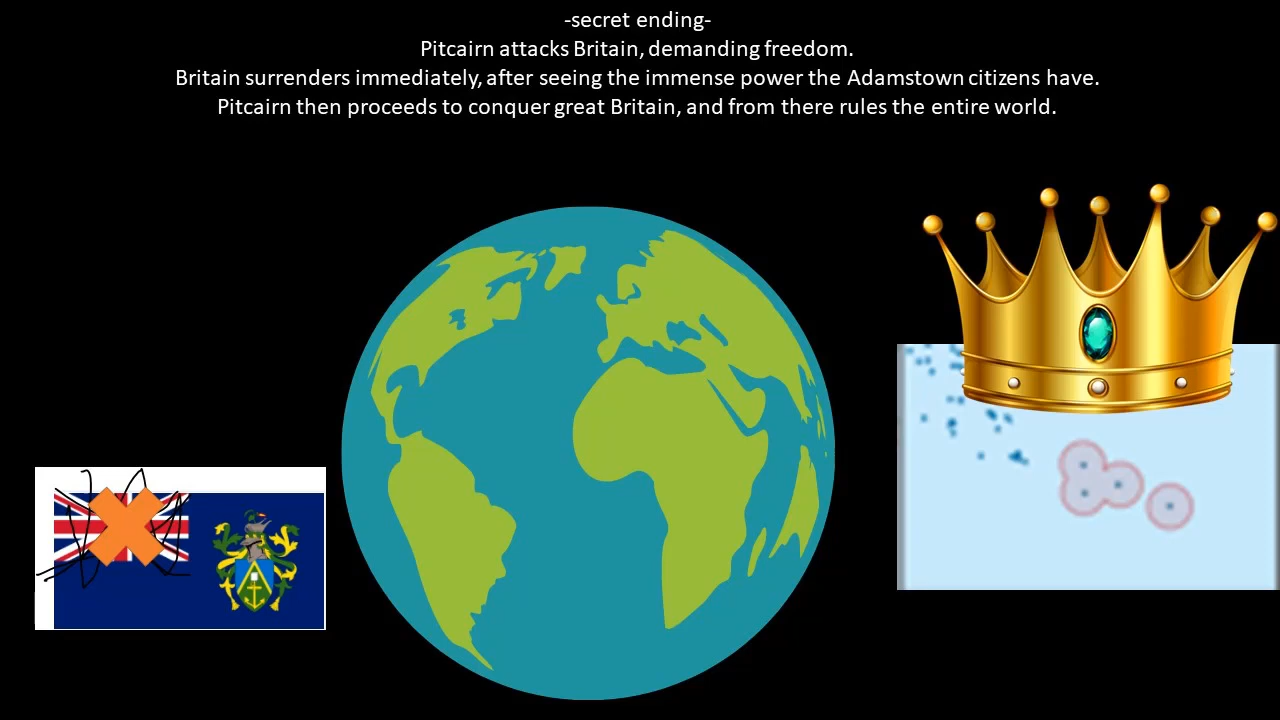 -secret ending-
Pitcairn attacks Britain, demanding freedom.
Britain surrenders immediately, after seeing the immense power the Adamstown citizens have.
Pitcairn then proceeds to conquer great Britain, and from there rules the entire world.